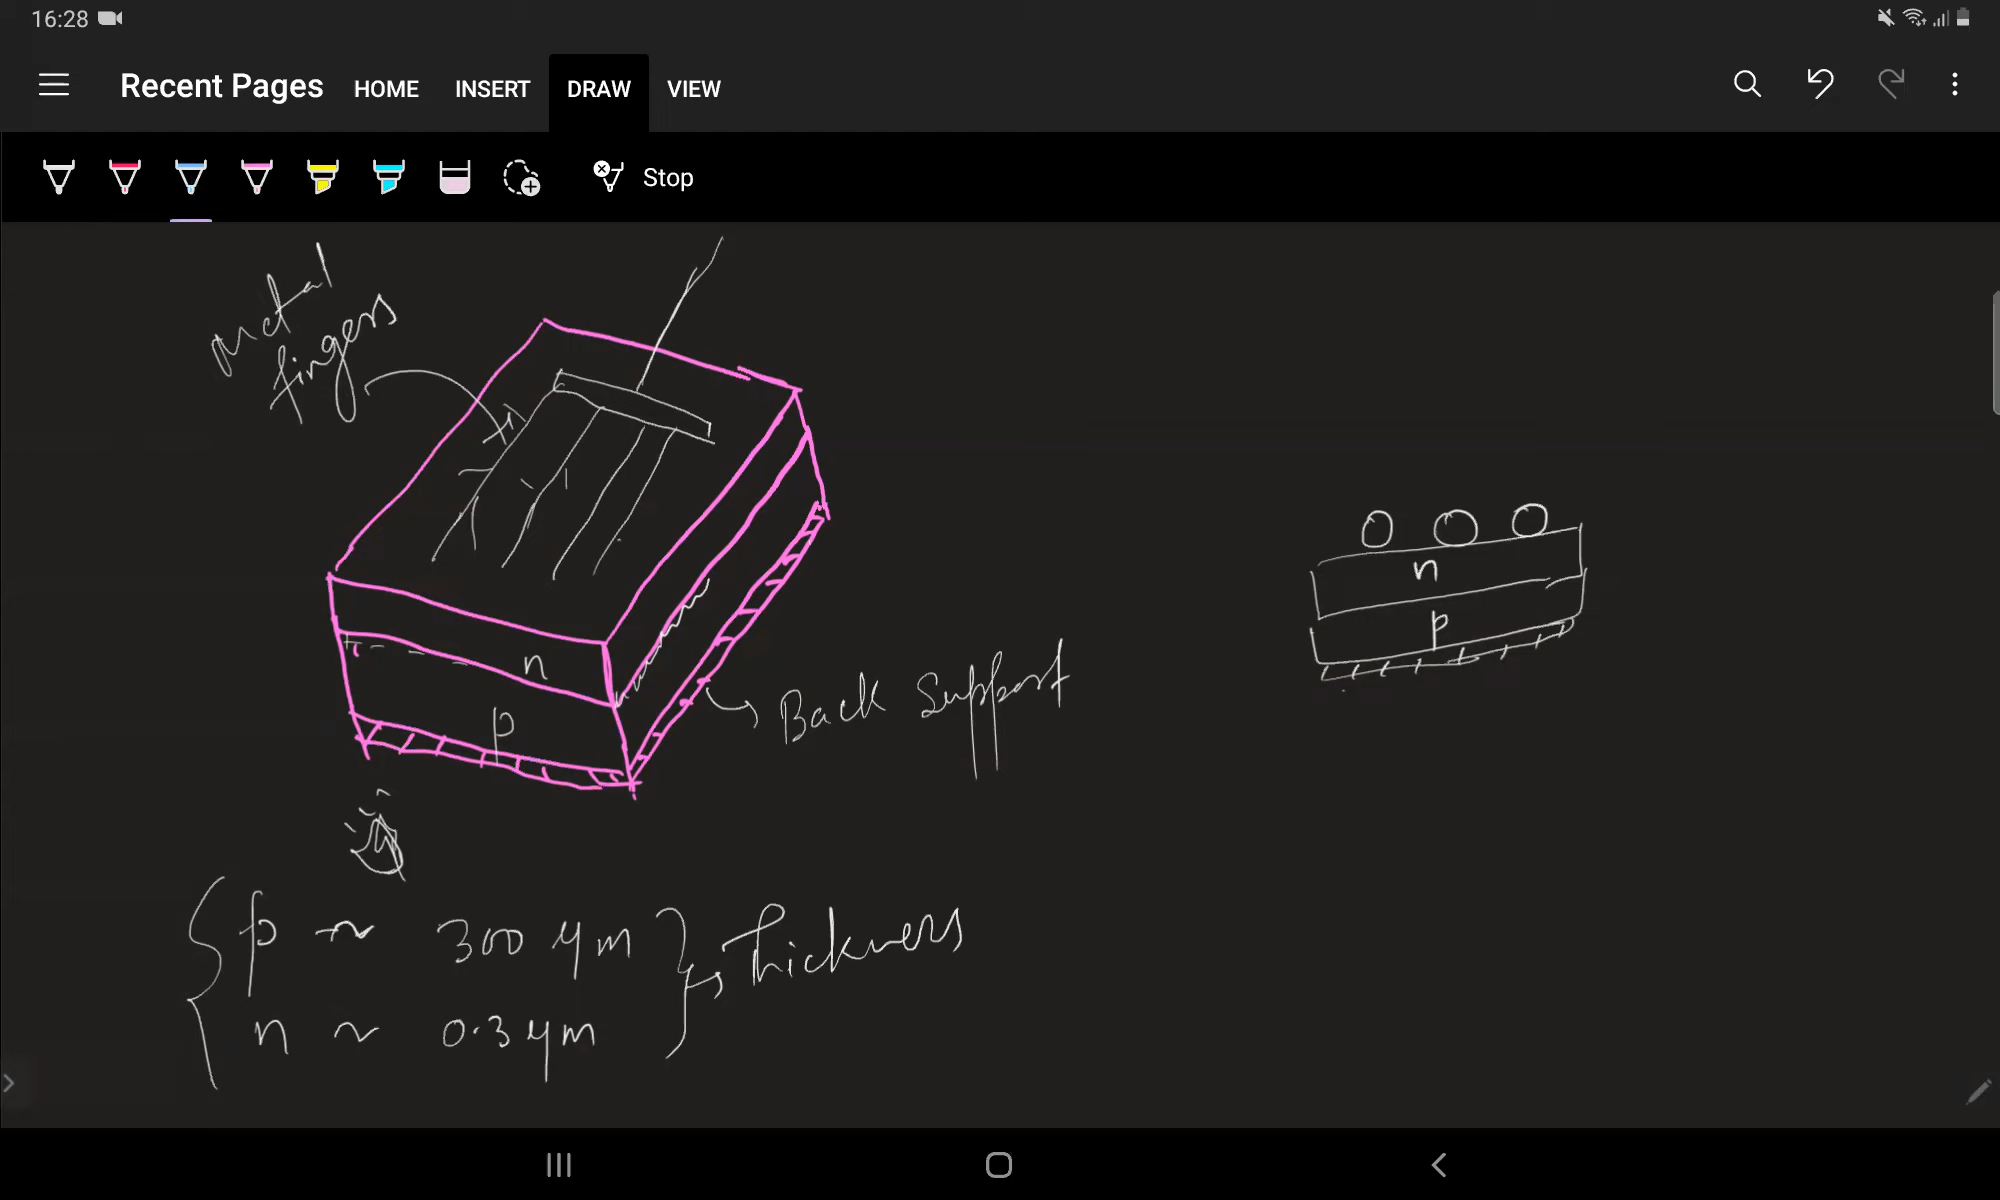 16:28
Recent Pages HOME INSERT DRAW VIEW
Stop
metal
fingers
n
p
Back Support
n
p
p ~ 300 μm
n ~ 0.3 μm
thickness